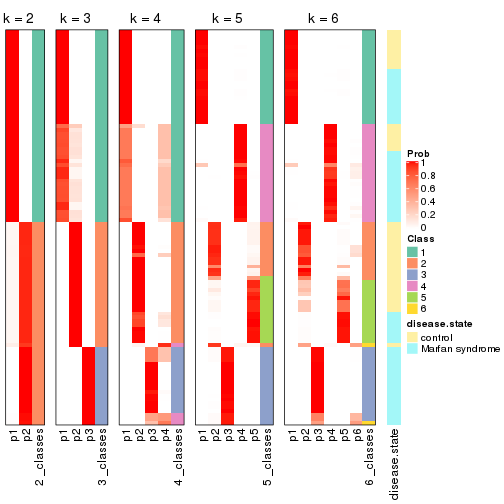 k = 2 k = 3 k = 4 k = 5 k = 6
Prob
1
0.8
0.6
0.4
0.2
0
Class
1
2
3
4
5
6
disease.state
control
Marfan syndrome
p1 p2 2_classes p1 p2 p3 3_classes p1 p2 p3 p4 4_classes p1 p2 p3 p4 p5 5_classes p1 p2 p3 p4 p5 p6 6_classes disease.state